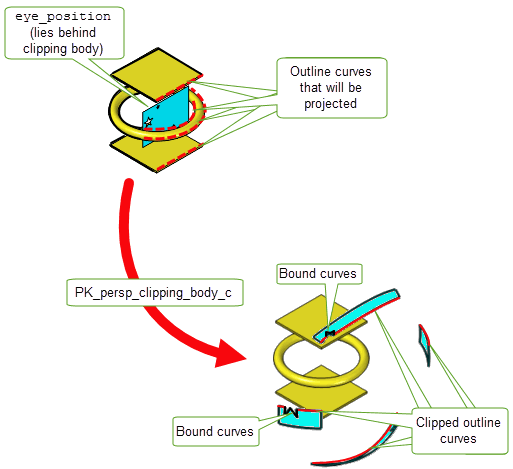 eye_position
(lies behind
clipping body)
Outline curves
that will be
projected
PK_persp_clipping_body_c
Bound curves
Bound curves
Clipped outline
curves